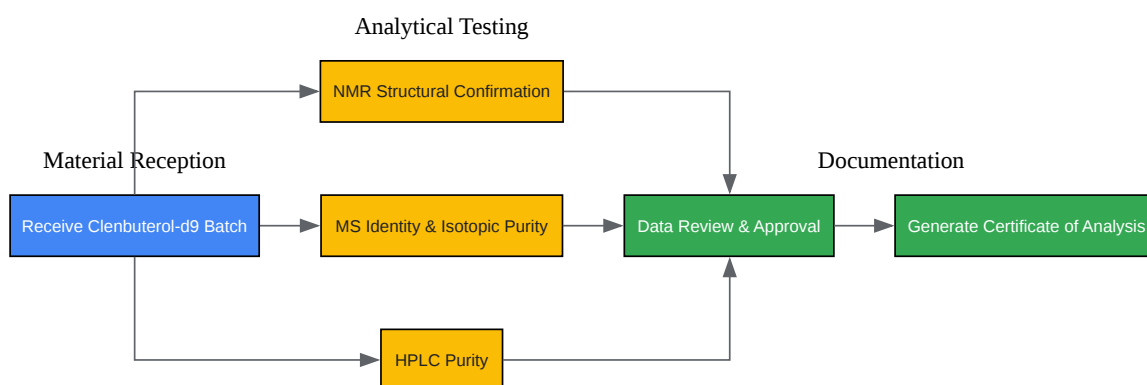 Analytical Testing
NMR Structural Confirmation
Material Reception
Documentation
Receive Clenbuterol-d9 Batch
MS Identity & Isotopic Purity
Data Review & Approval
Generate Certificate of Analysis
HPLC Purity